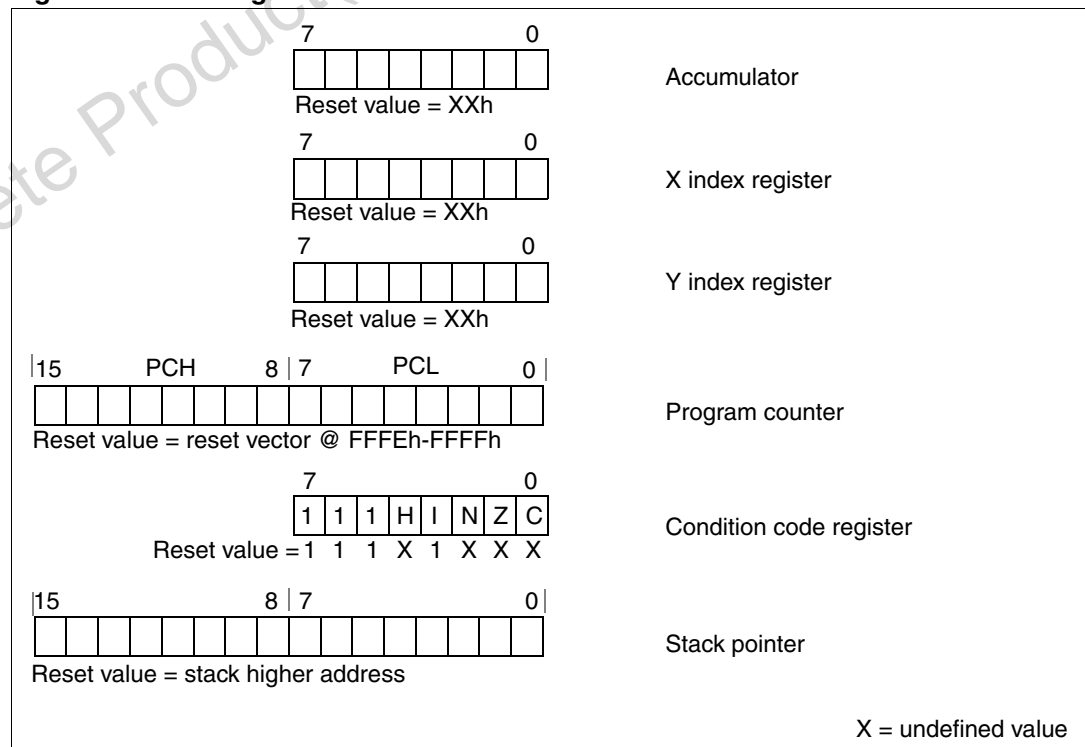 7 0
Accumulator
Reset value = XXh
7 0
X index register
Reset value = XXh
7 0
Y index register
Reset value = XXh
15 PCH 8 7 PCL 0
Program counter
Reset value = reset vector @ FFFEh-FFFFh
7 0
1 1 1 H I N Z C
Condition code register
Reset value = 1 1 1 X 1 X X X
15 8 7 0
Stack pointer
Reset value = stack higher address
X = undefined value